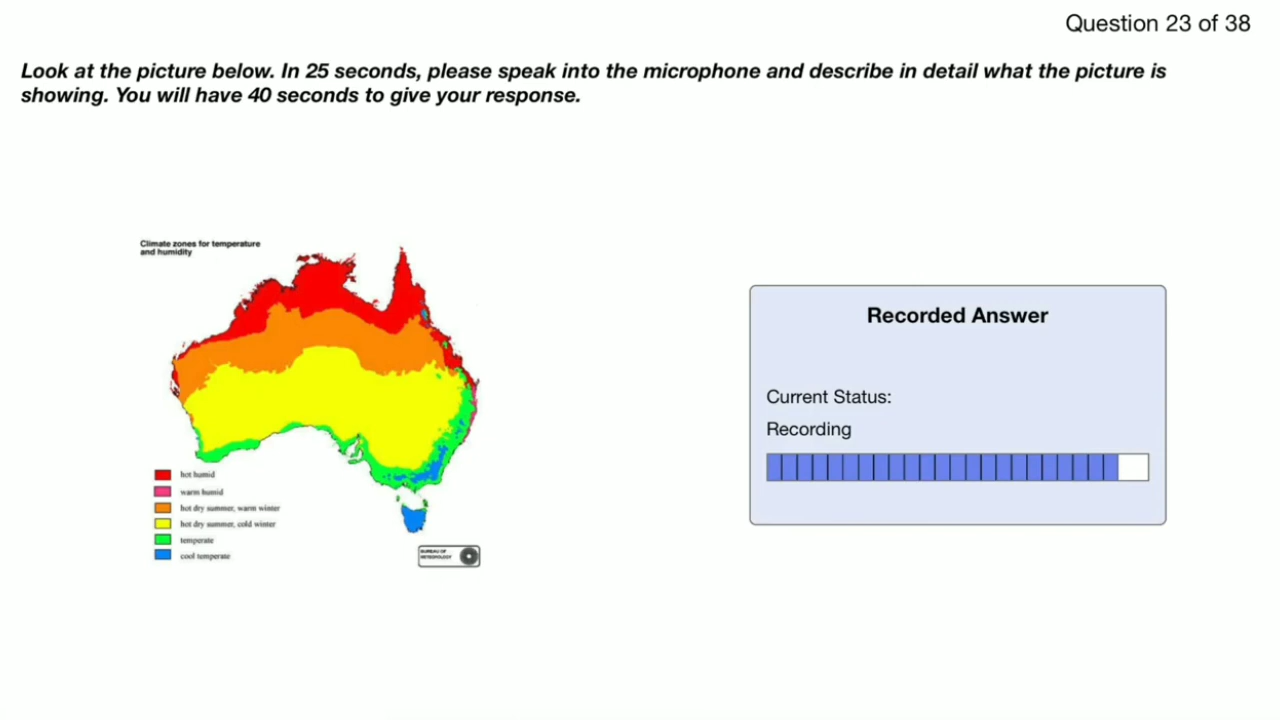 Question 23 of 38
Look at the picture below. In 25 seconds, please speak into the microphone and describe in detail what the picture is
showing. You will have 40 seconds to give your response.
Climate zones for temperature
and humidity
hot humid
warm humid
hot dry summer, warm winter
hot dry summer, cold winter
temperate
cool temperate
BUREAU OF
METEOROLOGY
Recorded Answer
Current Status:
Recording